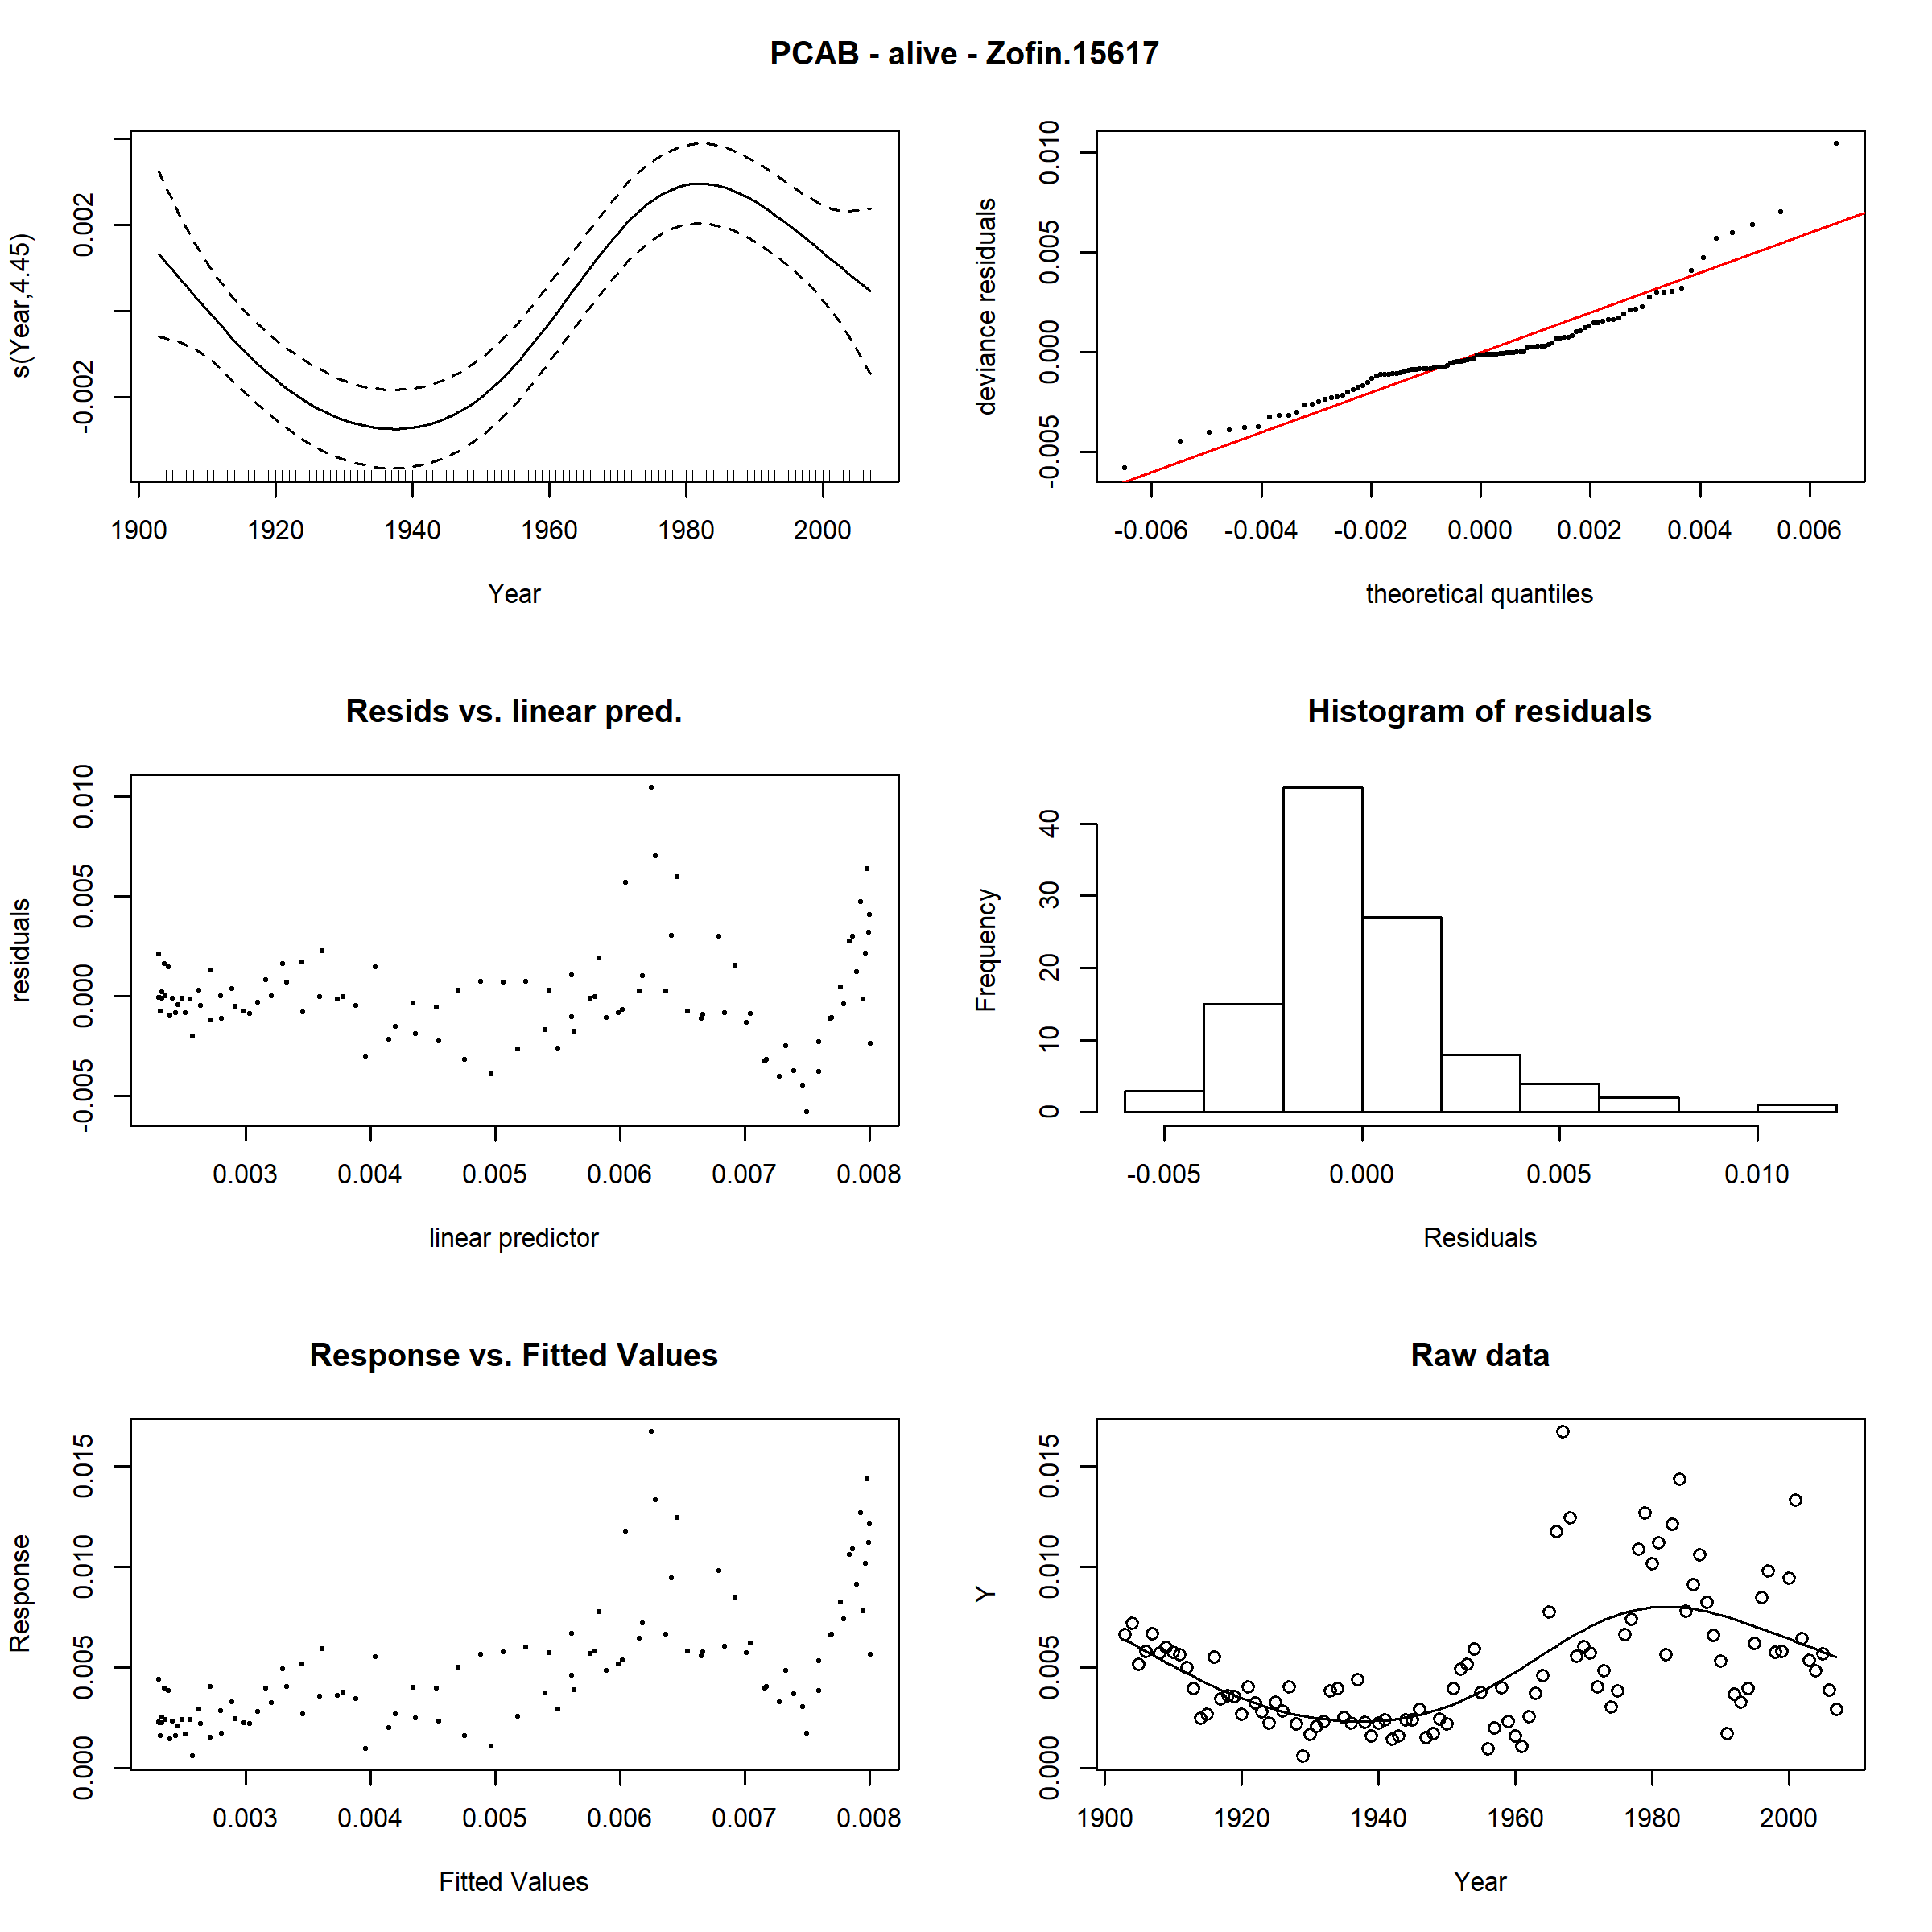 PCAB - alive - Zofin.15617
s(Year,4.45)
-0.002 0.002
1900 1920 1940 1960 1980 2000
Year
deviance residuals
-0.005 0.000 0.005 0.010
-0.006 -0.004 -0.002 0.000 0.002 0.004 0.006
theoretical quantiles
Resids vs. linear pred.
residuals
-0.005 0.000 0.005 0.010
0.003 0.004 0.005 0.006 0.007 0.008
linear predictor
Histogram of residuals
Frequency
0 10 20 30 40
-0.005 0.000 0.005 0.010
Residuals
Response vs. Fitted Values
Response
0.000 0.005 0.010 0.015
0.003 0.004 0.005 0.006 0.007 0.008
Fitted Values
Raw data
Y
0.000 0.005 0.010 0.015
1900 1920 1940 1960 1980 2000
Year